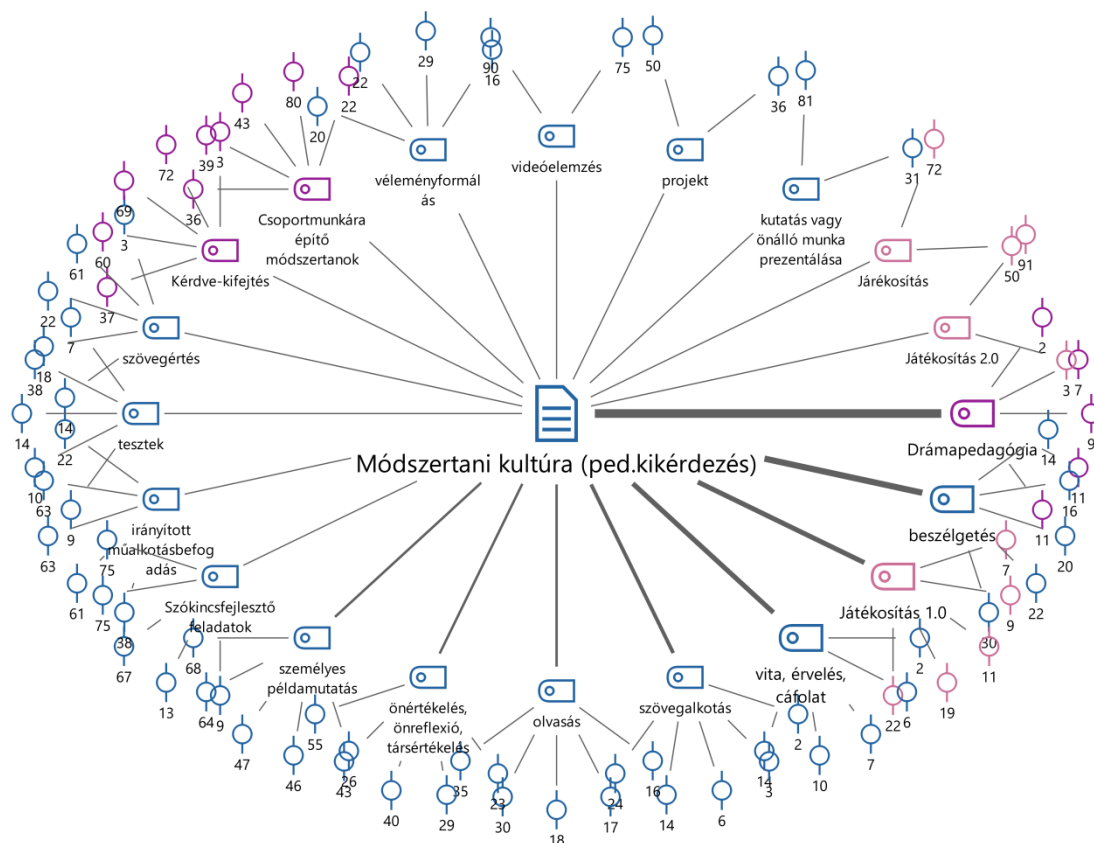 29
90
16
75
50
22
22
36
81
80
43
20
véleményformál
ás
videóelemzés
projekt
31
72
39
3
72
kutatás vagy
önálló munka
prezentálása
Csoportmunkára
építő
módszertanok
69
36
3
60
61
Kérdve-kifejtés
Járékosítás
91
50
37
22
7
szövegértés
Játékosítás 2.0
2
18
38
3
7
14
14
tesztek
Drámapedagógia
9
22
14
Módszertani kultúra (ped.kikérdezés)
10
63
11
16
irányított
műalkotásbefog
adás
9
63
beszélgetés
11
20
75
7
61
75
Szókincsfejlesztő
feladatok
Játékosítás 1.0
22
9
38
67
30
11
68
személyes
példamutatás
önértékelés,
önreflexió,
társértékelés
olvasás
szövegalkotás
vita, érvelés,
cáfolat
2
13
64
9
22
6
19
55
2
47
46
43
26
35
23
24
16
14
3
10
7
40
29
30
18
17
14
6